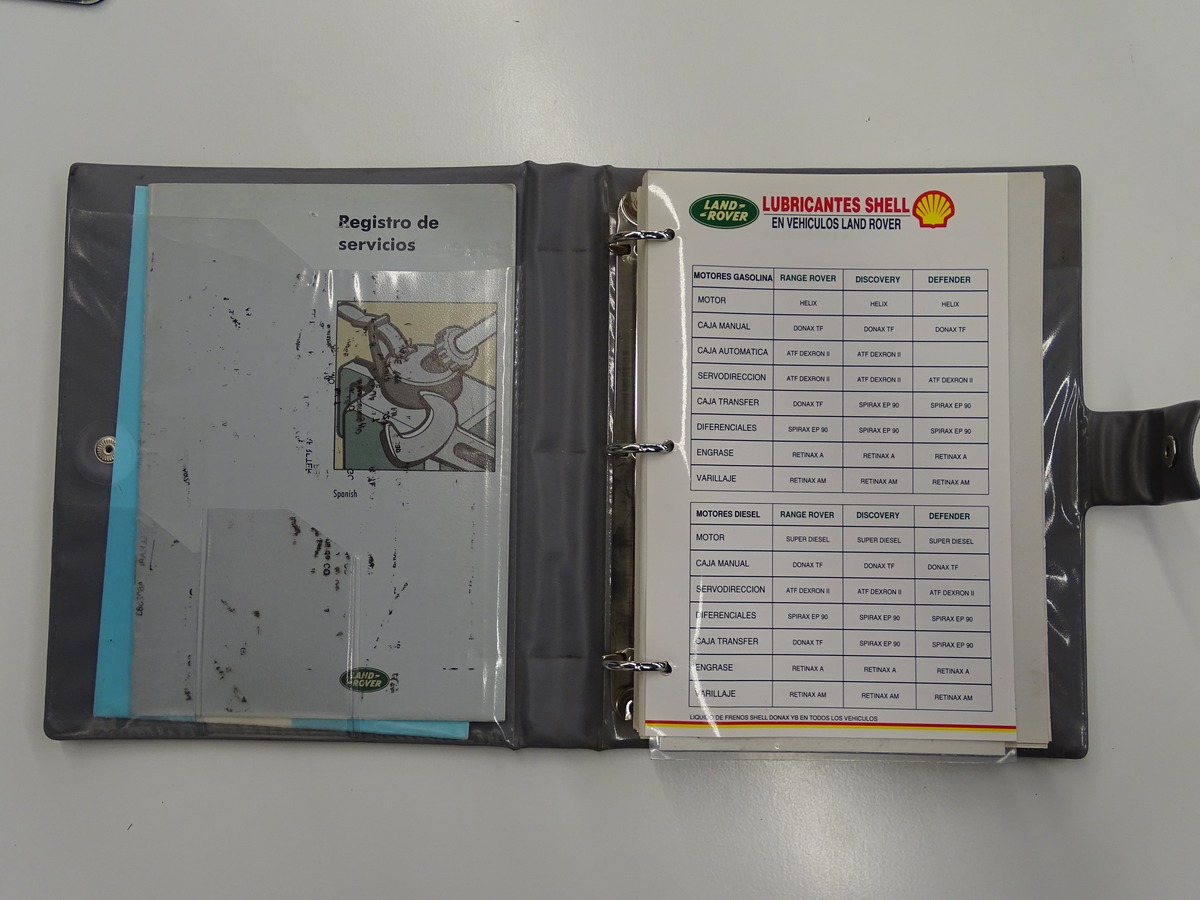 Registro de
servicios
Spanish
LAND-
-ROVER
LAND-
-ROVER
LUBRICANTES SHELL
EN VEHICULOS LAND ROVER
MOTORES GASOLINA RANGE ROVER DISCOVERY DEFENDER
MOTOR HELIX HELIX HELIX
CAJA MANUAL DONAX TF DONAX TF DONAX TF
CAJA AUTOMATICA ATF DEXRON II ATF DEXRON II
SERVODIRECCION ATF DEXRON II ATF DEXRON II ATF DEXRON II
CAJA TRANSFER DONAX TF SPIRAX EP 90 SPIRAX EP 90
DIFERENCIALES SPIRAX EP 90 SPIRAX EP 90 SPIRAX EP 90
ENGRASE RETINAX A RETINAX A RETINAX A
VARILLAJE RETINAX AM RETINAX AM RETINAX AM
MOTORES DIESEL RANGE ROVER DISCOVERY DEFENDER
MOTOR SUPER DIESEL SUPER DIESEL SUPER DIESEL
CAJA MANUAL DONAX TF DONAX TF DONAX TF
SERVODIRECCION ATF DEXRON II ATF DEXRON II ATF DEXRON II
DIFERENCIALES SPIRAX EP 90 SPIRAX EP 90 SPIRAX EP 90
CAJA TRANSFER DONAX TF SPIRAX EP 90 SPIRAX EP 90
ENGRASE RETINAX A RETINAX A RETINAX A
VARILLAJE RETINAX AM RETINAX AM RETINAX AM
LIQUIDO DE FRENOS SHELL DONAX YB EN TODOS LOS VEHICULOS